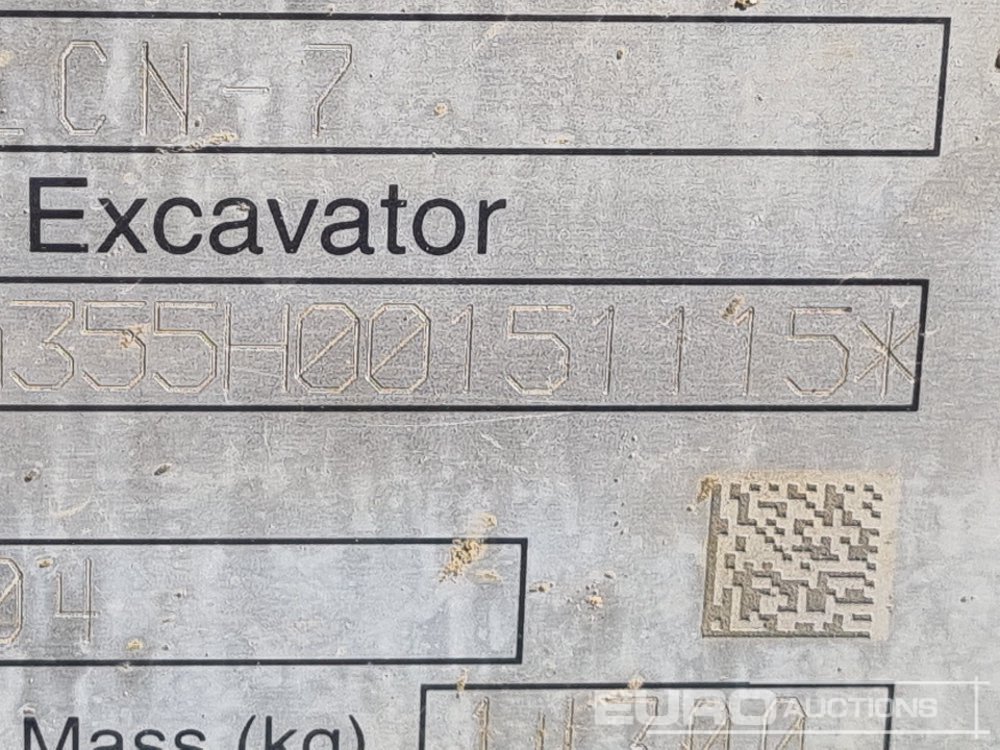 LCN-7
Excavator
355H00151115*
04
Mass (kg)
EURO AUCTIONS